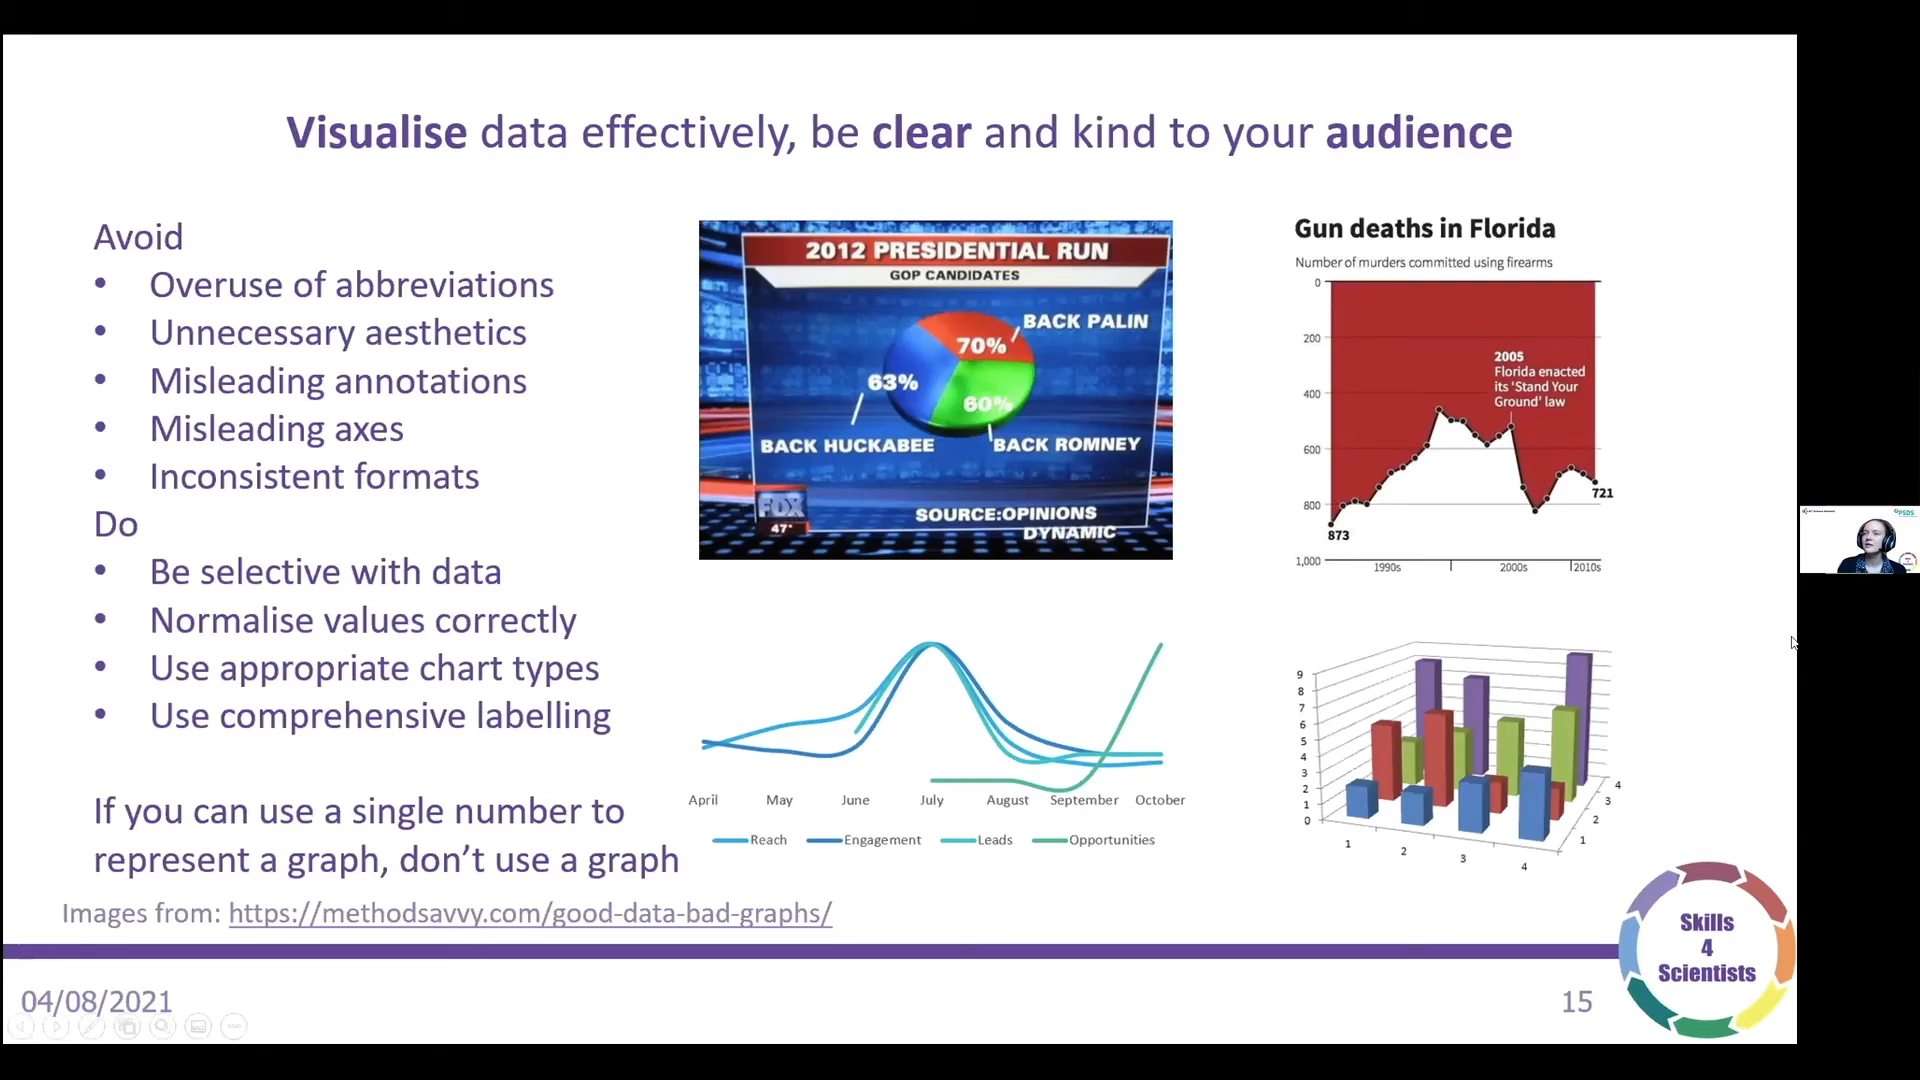 Visualise data effectively, be clear and kind to your audience
Avoid
• Overuse of abbreviations
• Unnecessary aesthetics
• Misleading annotations
• Misleading axes
• Inconsistent formats
Do
• Be selective with data
• Normalise values correctly
• Use appropriate chart types
• Use comprehensive labelling
If you can use a single number to
represent a graph, don’t use a graph
Images from: https://methodsavvy.com/good-data-bad-graphs/
2012 PRESIDENTIAL RUN
GOP CANDIDATES
BACK PALIN
70%
63%
60%
BACK HUCKABEE
BACK ROMNEY
FOX
47°
SOURCE:OPINIONS
DYNAMIC
Gun deaths in Florida
Number of murders committed using firearms
0
200
400
600
800
1,000
2005
Florida enacted
its ‘Stand Your
Ground’ law
721
873
1990s 2000s 2010s
April May June July August September October
Reach Engagement Leads Opportunities
9
8
7
6
5
4
3
2
1
0
1 2 3 4
4
3
2
1
Skills
4
Scientists
04/08/2021
15
PSDS